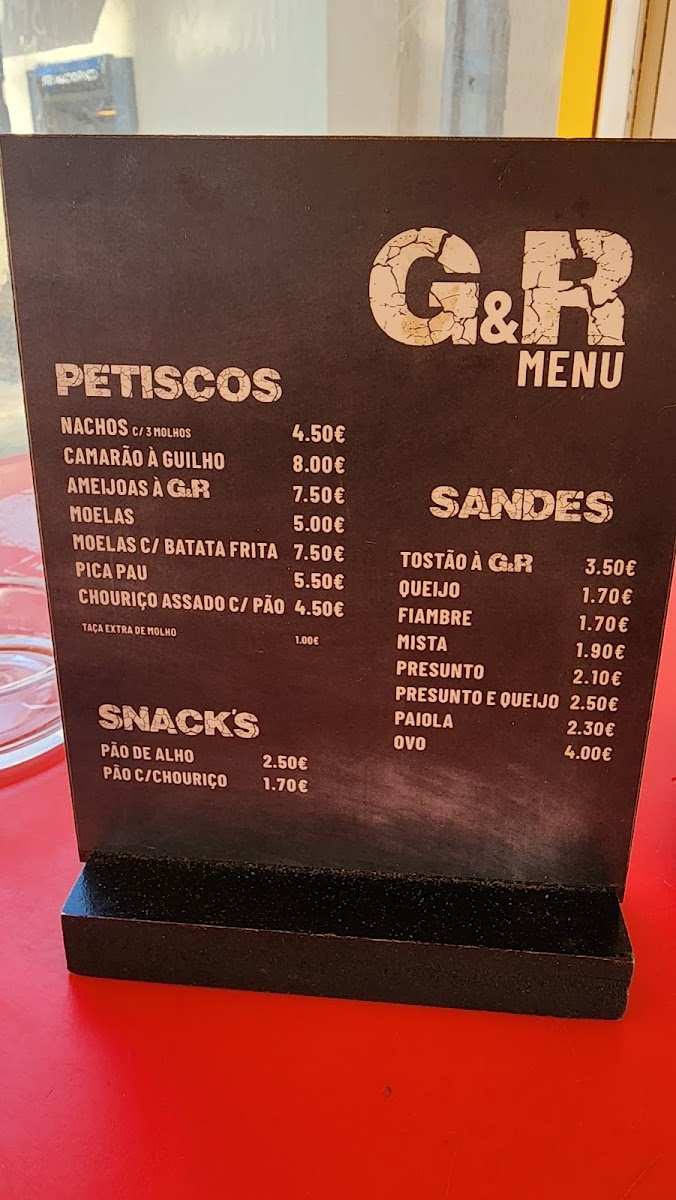 G&R
MENU
PETISCOS
NACHOS C/ 3 MOLHOS 4.50€
CAMARÃO À GUILHO 8.00€
AMEIJOAS À G&R 7.50€
MOELAS 5.00€
MOELAS C/ BATATA FRITA 7.50€
PICA PAU 5.50€
CHOURIÇO ASSADO C/ PÃO 4.50€
TAÇA EXTRA DE MOLHO 1.00€
SNACK'S
PÃO DE ALHO 2.50€
PÃO C/CHOURIÇO 1.70€
SANDES
TOSTÃO À G&R 3.50€
QUEIJO 1.70€
FIAMBRE 1.70€
MISTA 1.90€
PRESUNTO 2.10€
PRESUNTO E QUEIJO 2.50€
PAIOLA 2.30€
OVO 4.00€